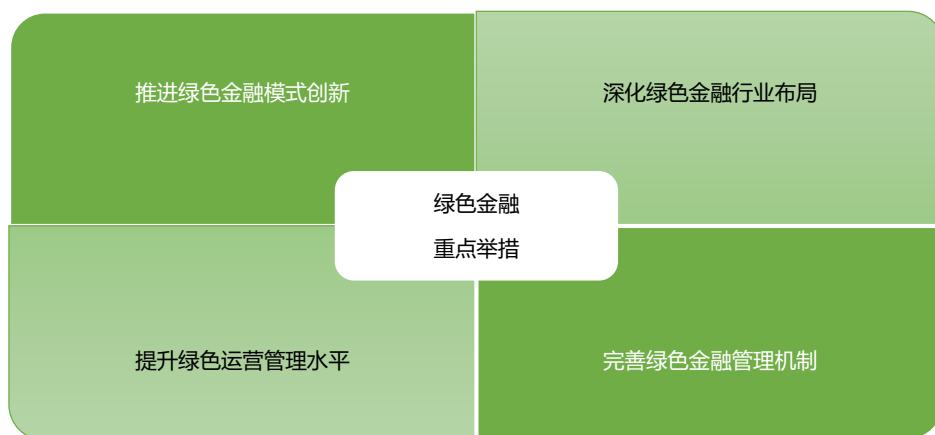 推进绿色金融模式创新
深化绿色金融行业布局
绿色金融
重点举措
提升绿色运营管理水平
完善绿色金融管理机制